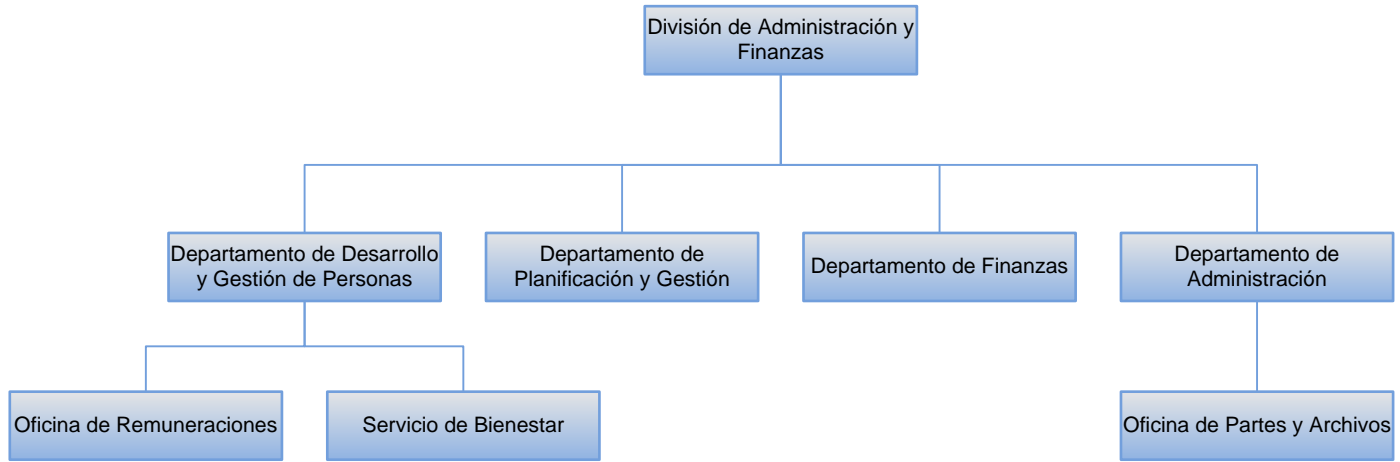 División de Administración y
Finanzas
Departamento de Desarrollo
y Gestión de Personas
Departamento de
Planificación y Gestión
Departamento de Finanzas
Departamento de
Administración
Oficina de Remuneraciones
Servicio de Bienestar
Oficina de Partes y Archivos